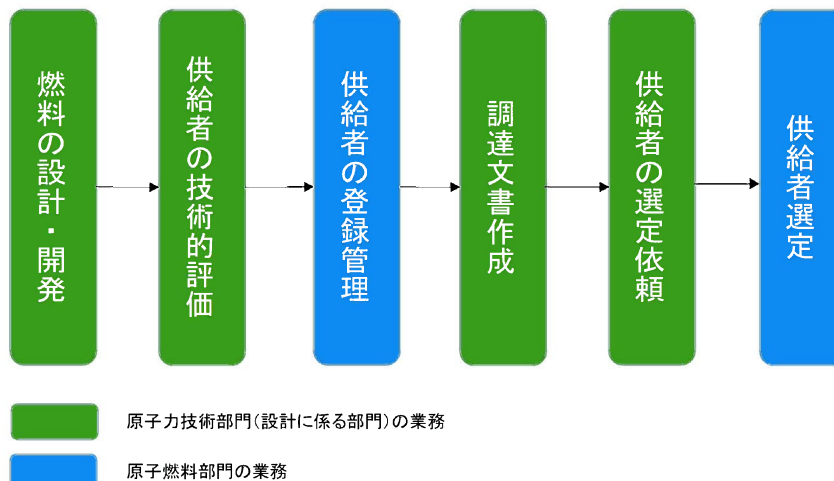 燃料の設計・開発
供給者の技術的評価
供給者の登録管理
調達文書作成
供給者の選定依頼
供給者選定
原子力技術部門(設計に係る部門)の業務
原子燃料部門の業務